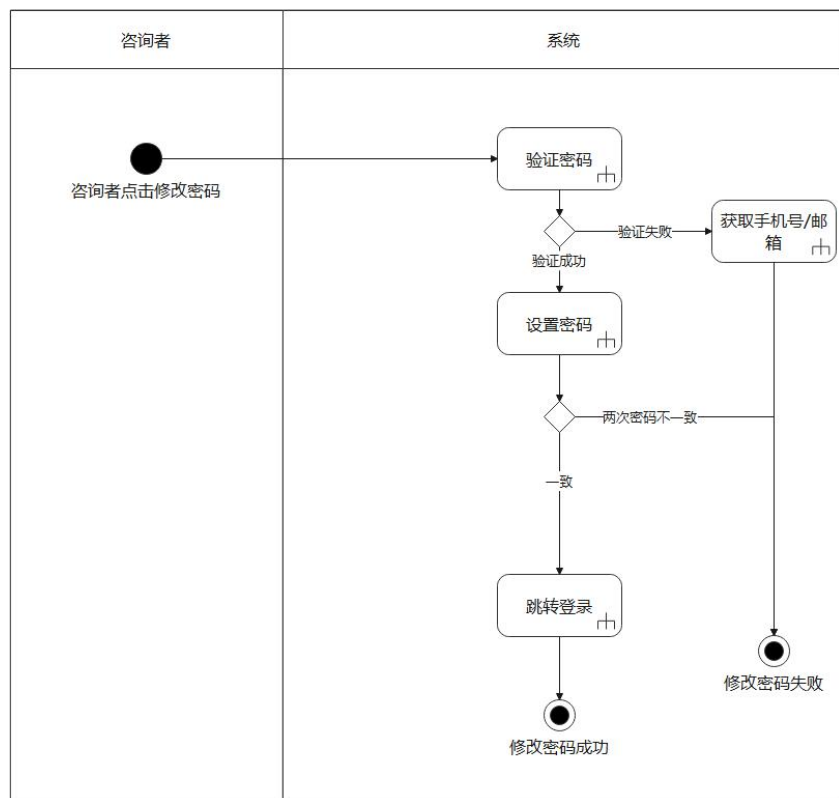 咨询者
系统
咨询者点击修改密码
验证密码
验证失败
获取手机号/邮
箱
验证成功
设置密码
两次密码不一致
一致
跳转登录
修改密码失败
修改密码成功